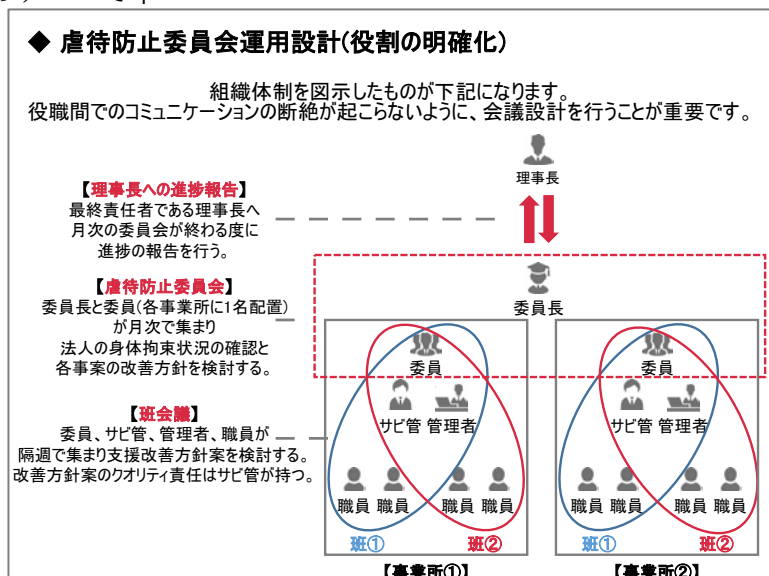 ◆ 虐待防止委員会運用設計(役割の明確化)
組織体制を図示したものが下記になります。
役職間でのコミュニケーションの断絶が起こらないように、会議設計を行うことが重要です。
理事長
【理事長への進捗報告】
最終責任者である理事長へ
月次の委員会が終わる度に
進捗の報告を行う。
委員長
【虐待防止委員会】
委員長と委員(各事業所に1名配置)
が月次で集まり
法人の身体拘束状況の確認と
各事案の改善方針を検討する。
委員
委員
サビ管 管理者
サビ管 管理者
【班会議】
委員、サビ管、管理者、職員が
隔週で集まり支援改善方針案を検討する。
改善方針案のクオリティ責任はサビ管が持つ。
職員 職員 職員 職員
職員 職員 職員 職員
班① 班②
班① 班②
【事業所①】
【事業所②】